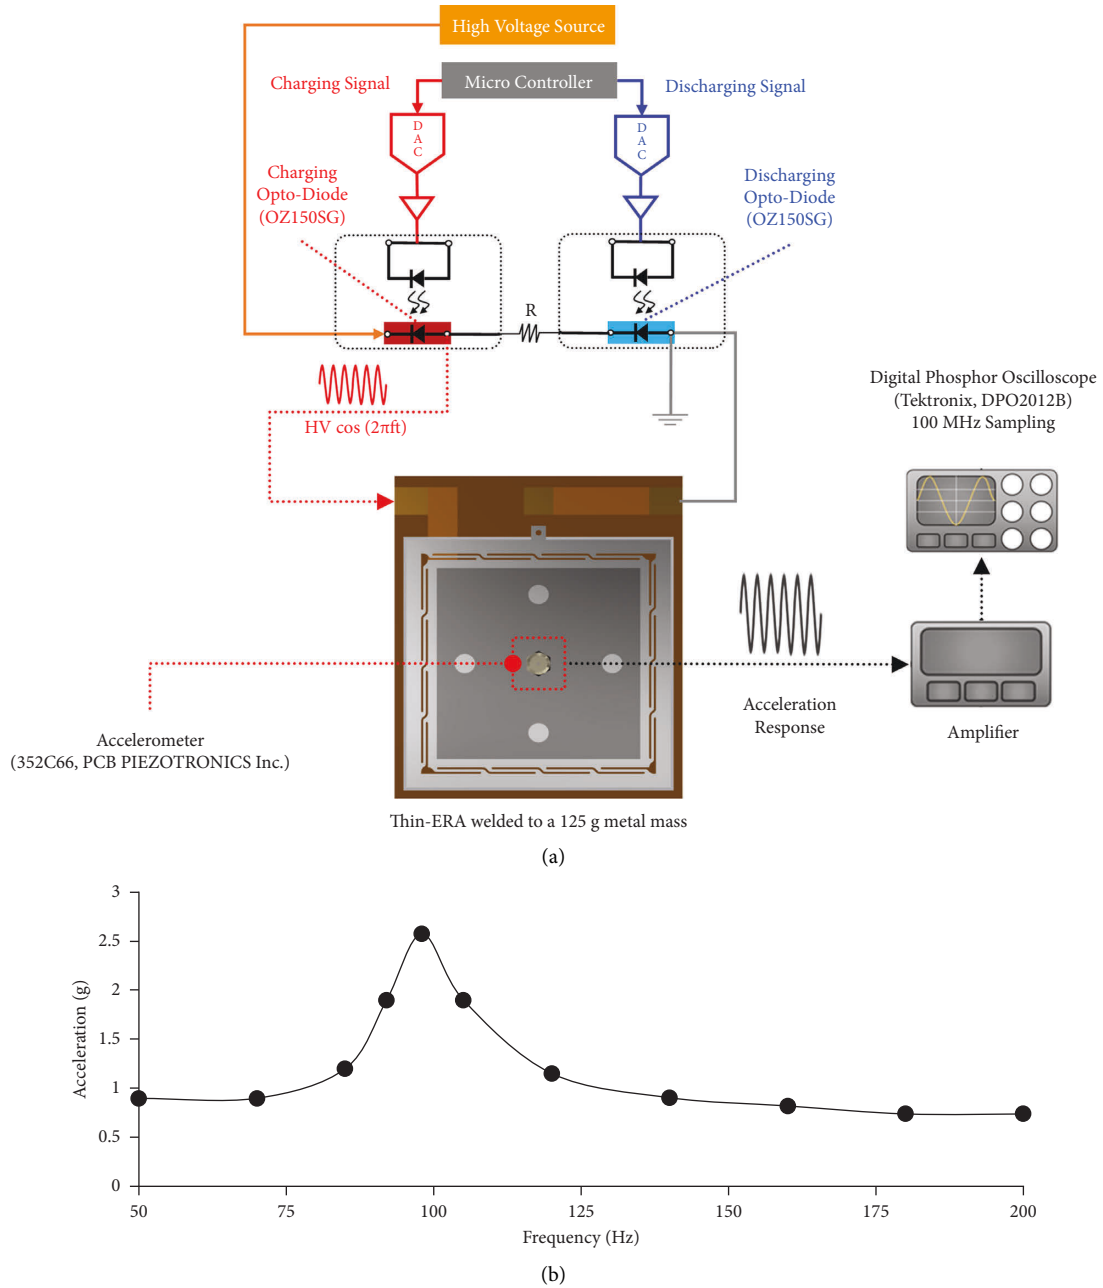 High Voltage Source
Micro Controller
Charging Signal
Discharging Signal
D
A
C
D
A
C
Charging
Opto-Diode
(OZ150SG)
Discharging
Opto-Diode
(OZ150SG)
R
HV cos (2πft)
Digital Phosphor Oscilloscope
(Tektronix, DPO2012B)
100 MHz Sampling
Acceleration
Response
Amplifier
Accelerometer
(352C66, PCB PIEZOTRONICS Inc.)
Thin-ERA welded to a 125 g metal mass
(a)
3
2.5
2
1.5
1
0.5
0
Acceleration (g)
50
75
100
125
150
175
200
Frequency (Hz)
(b)